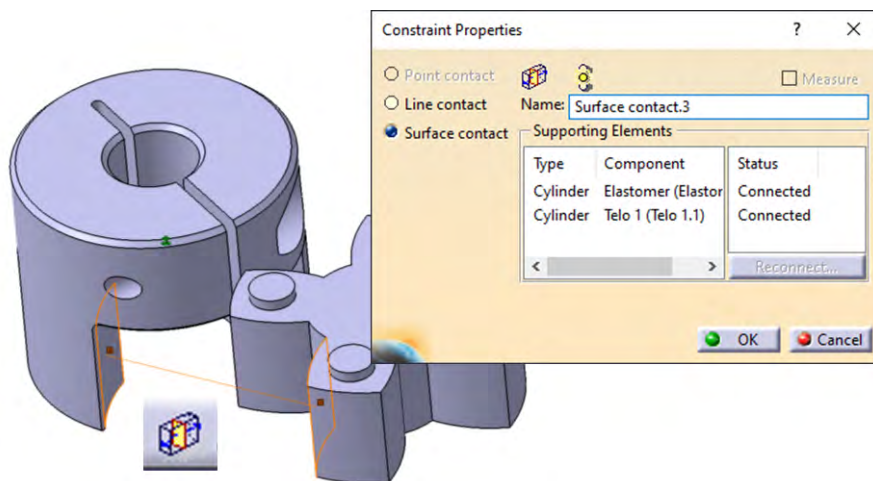 Constraint Properties ? ×
Point contact
Measure
Line contact
Name: Surface contact.3
Surface contact
Supporting Elements
Type Component Status
Cylinder Elastomer (Elastor Connected
Cylinder Telo 1 (Telo 1.1) Connected
Reconnect...
OK Cancel